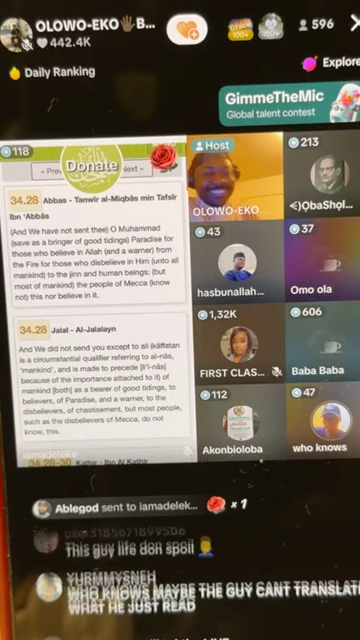 OLOWO-EKO🖐🏿B...
442.4K
100+
596
Daily Ranking
Explore
GimmeTheMic
Global talent contest
118
Donate
34.28 Abbas - Tanwîr al-Miqbâs min Tafsîr
Ibn 'Abbâs
(And We have not sent thee) O Muhammad
(save as a bringer of good tidings) Paradise for
those who believe in Allah (and a warner) from
the Fire for those who disbelieve in Him (unto all
mankind) to the jinn and human beings; (but
most of mankind) the people of Mecca (know
not) this nor believe in it.
34.28 Jalal - Al-Jalalayn
And We did not send you except to all (kāffatan
is a circumstantial qualifier referring to al-nās,
'mankind', and is made to precede [li'l-nās]
because of the importance attached to it) of
mankind [both] as a bearer of good tidings, to
believers, of Paradise, and a warner, to the
disbelievers, of chastisement, but most people,
such as the disbelievers of Mecca, do not
know, this.
iamadeleke
Kathir - Ibn Al Kathir
Host
OLOWO-EKO...
213
43
hasbunallah...
37
Omo ola
1,32K
FIRST CLAS...
606
Baba Baba
112
Akonbioloba
47
who knows
Ablegod sent to iamadelek... 🌹 x 1
This guy life don spoil 🤦‍♂️
YURMMYSNEH
WHO KNOWS MAYBE THE GUY CANT TRANSLATE
WHAT HE JUST READ